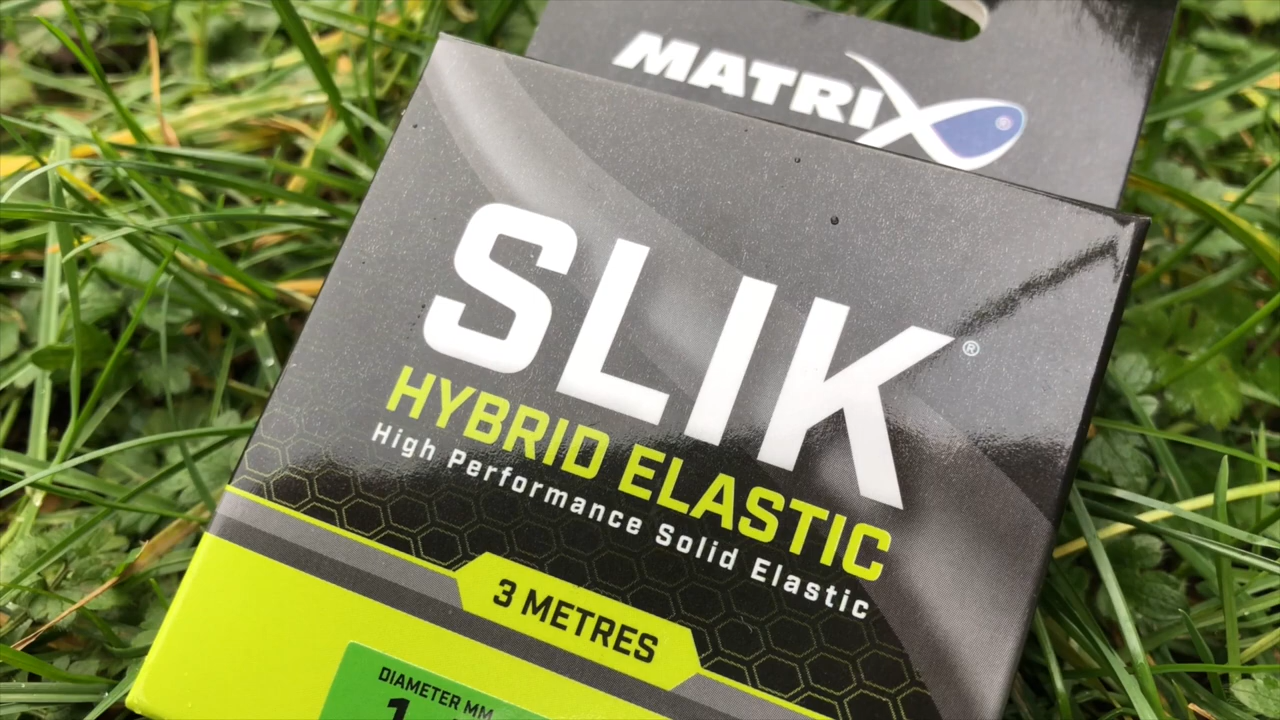 MATRIX
SLIK®
HYBRID ELASTIC
High Performance Solid Elastic
3 METRES
DIAMETER MM